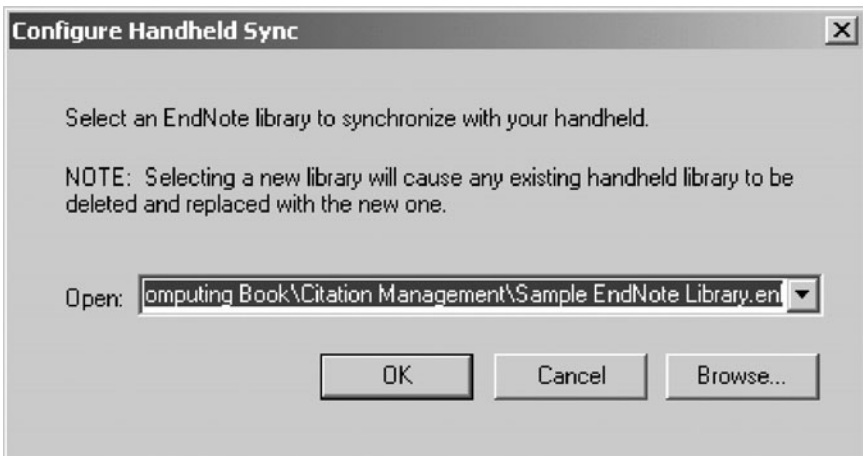 Configure Handheld Sync
Select an EndNote library to synchronize with your handheld.
NOTE: Selecting a new library will cause any existing handheld library to be
deleted and replaced with the new one.
Open: omputing Book\Citation Management\Sample EndNote Library.enl
OK Cancel Browse...